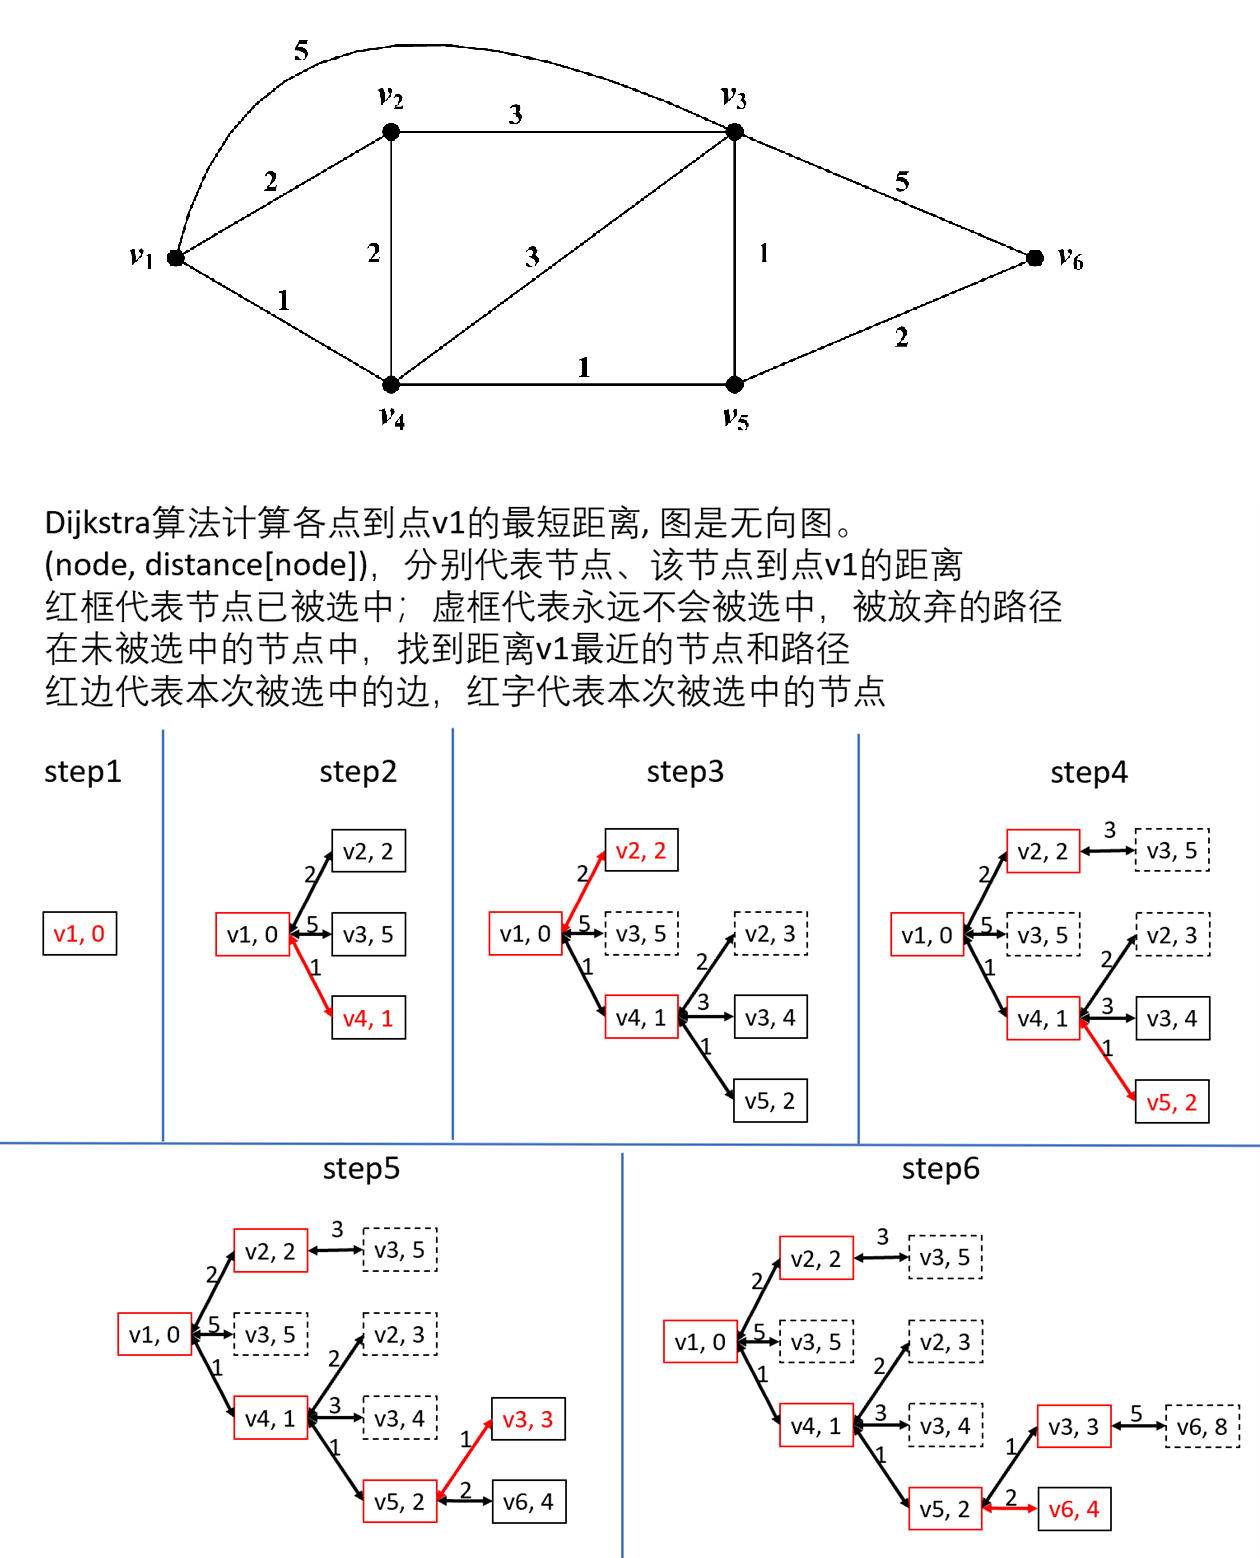 5
v2
3
v3
2
5
v1
2
3
1
v6
1
2
1
v4
v5
Dijkstra算法计算各点到点v1的最短距离, 图是无向图。
(node, distance[node])，分别代表节点、该节点到点v1的距离
红框代表节点已被选中；虚框代表永远不会被选中，被放弃的路径
在未被选中的节点中，找到距离v1最近的节点和路径
红边代表本次被选中的边，红字代表本次被选中的节点
step1
v1, 0
step2
v2, 2
2
v1, 0
5
v3, 5
1
v4, 1
step3
v2, 2
2
v1, 0
5
v3, 5
v2, 3
1
2
v4, 1
3
v3, 4
1
v5, 2
step4
v2, 2
3
v3, 5
2
v1, 0
5
v3, 5
v2, 3
1
2
v4, 1
3
v3, 4
1
v5, 2
step5
v2, 2
3
v3, 5
2
v1, 0
5
v3, 5
v2, 3
1
2
v4, 1
3
v3, 4
v3, 3
1
1
v5, 2
2
v6, 4
step6
v2, 2
3
v3, 5
2
v1, 0
5
v3, 5
v2, 3
1
2
v4, 1
3
v3, 4
v3, 3
5
v6, 8
1
1
v5, 2
2
v6, 4